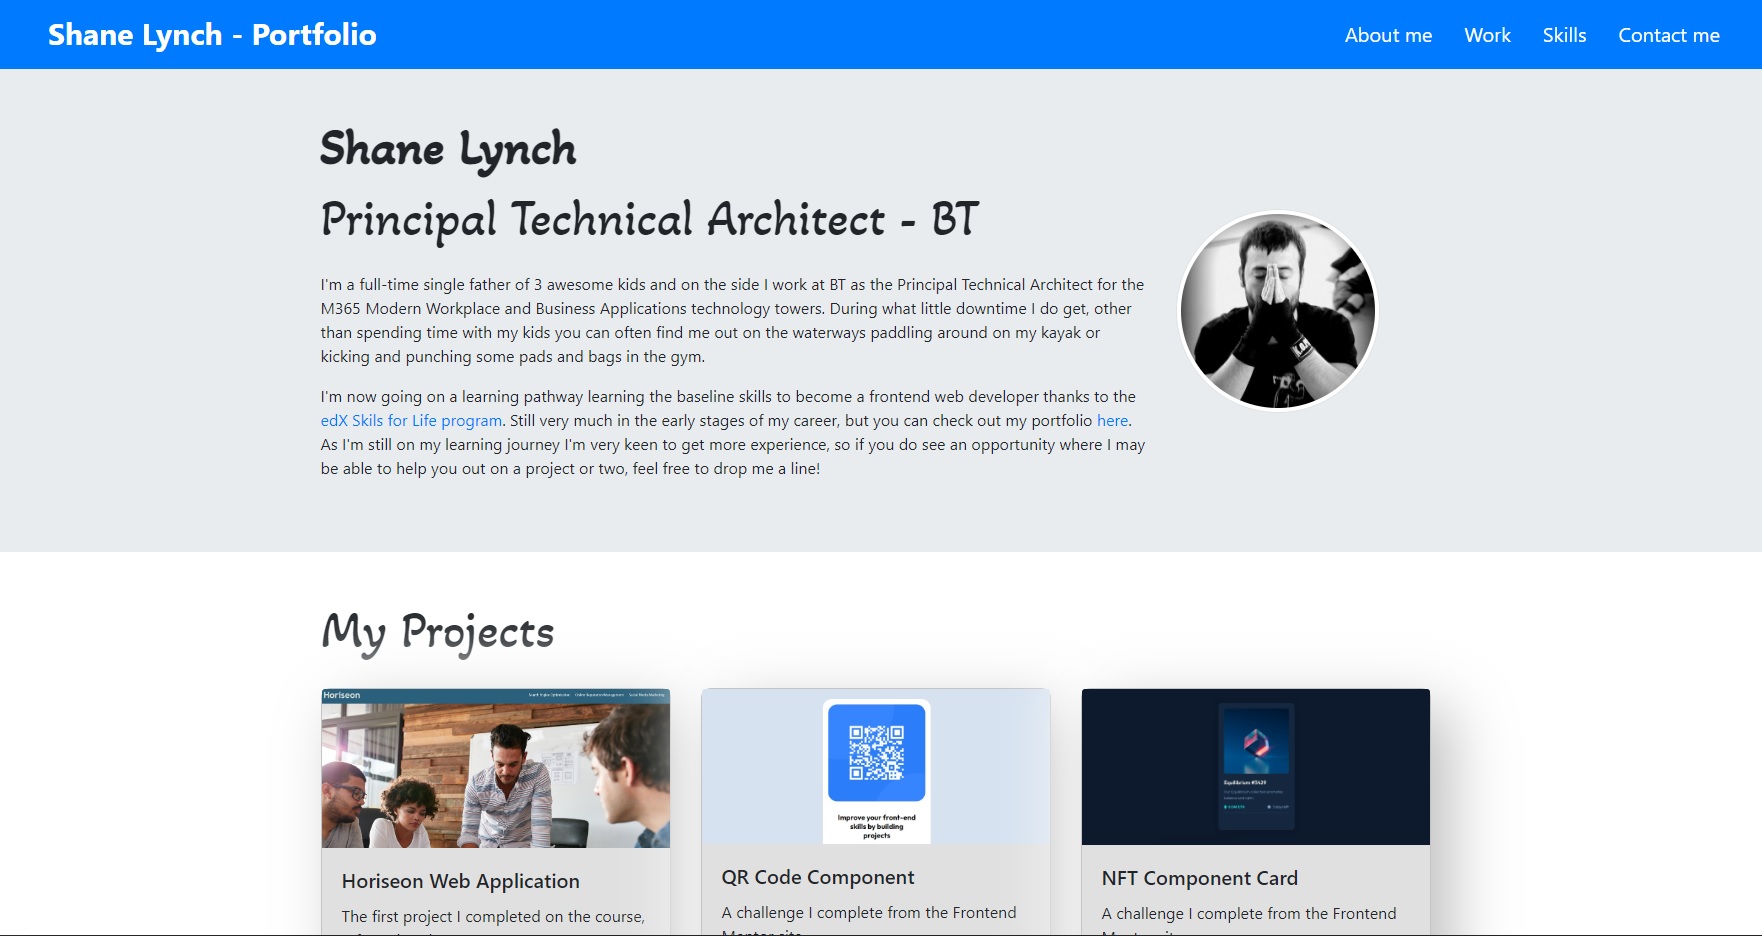 Shane Lynch - Portfolio
About me Work Skills Contact me
Shane Lynch
Principal Technical Architect - BT
I'm a full-time single father of 3 awesome kids and on the side I work at BT as the Principal Technical Architect for the
M365 Modern Workplace and Business Applications technology towers. During what little downtime I do get, other
than spending time with my kids you can often find me out on the waterways paddling around on my kayak or
kicking and punching some pads and bags in the gym.
I'm now going on a learning pathway learning the baseline skills to become a frontend web developer thanks to the
edX Skils for Life program. Still very much in the early stages of my career, but you can check out my portfolio here.
As I'm still on my learning journey I'm very keen to get more experience, so if you do see an opportunity where I may
be able to help you out on a project or two, feel free to drop me a line!
My Projects
Horiseon
Improve your front-end
skills by building
projects
Equilibrium #3429
Horiseon Web Application
The first project I completed on the course,
QR Code Component
A challenge I complete from the Frontend
NFT Component Card
A challenge I complete from the Frontend